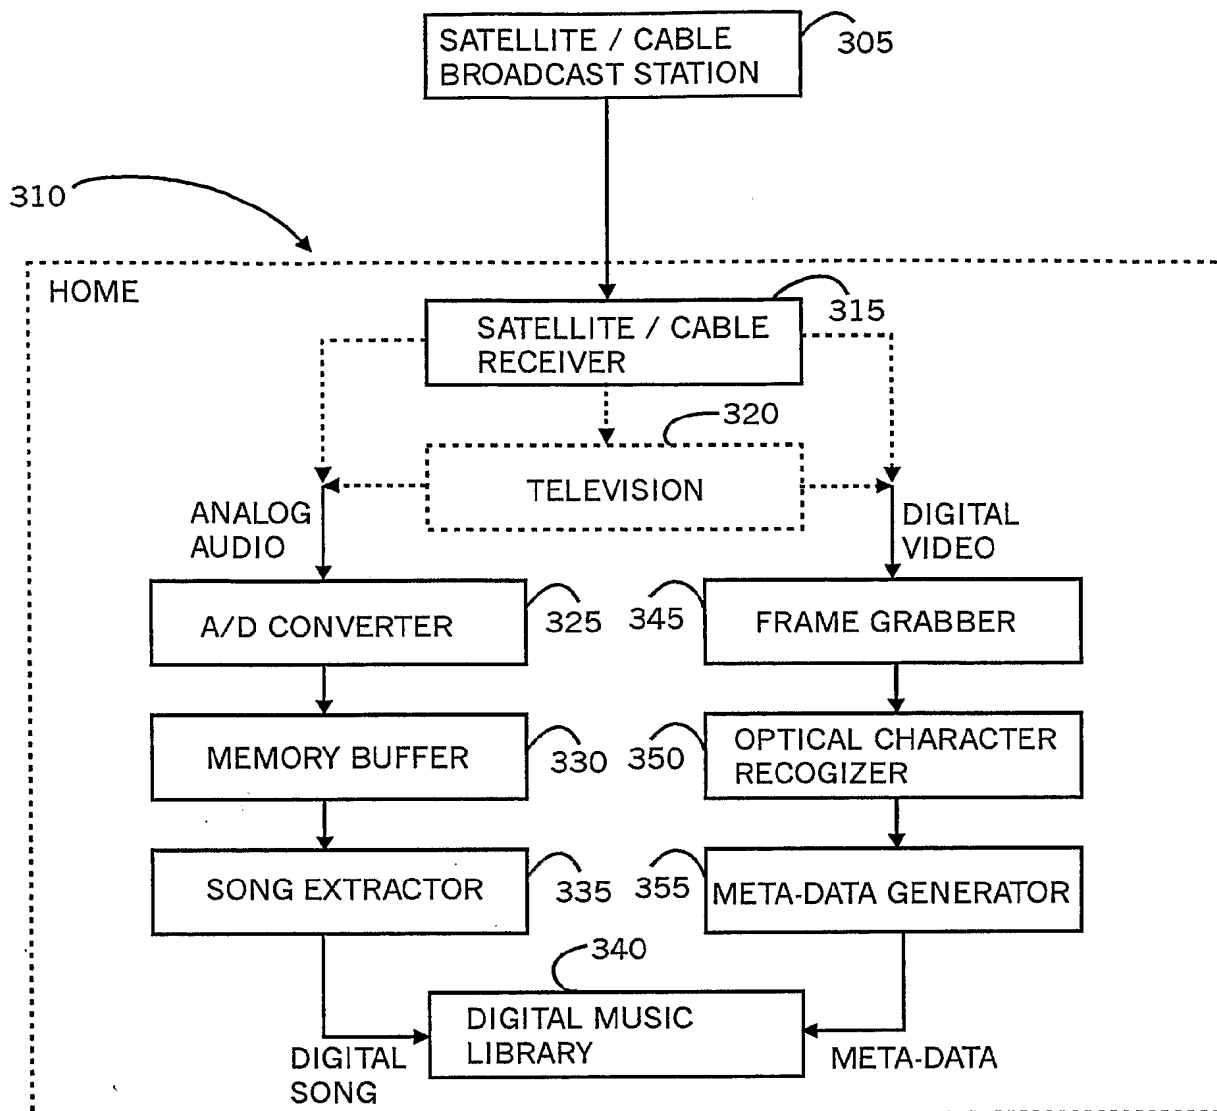 SATELLITE / CABLE
BROADCAST STATION
305
310
HOME
SATELLITE / CABLE
RECEIVER
315
320
TELEVISION
ANALOG
AUDIO
DIGITAL
VIDEO
A/D CONVERTER
325
345
FRAME GRABBER
MEMORY BUFFER
330
350
OPTICAL CHARACTER
RECOGIZER
SONG EXTRACTOR
335
355
META-DATA GENERATOR
340
DIGITAL MUSIC
LIBRARY
DIGITAL
SONG
META-DATA